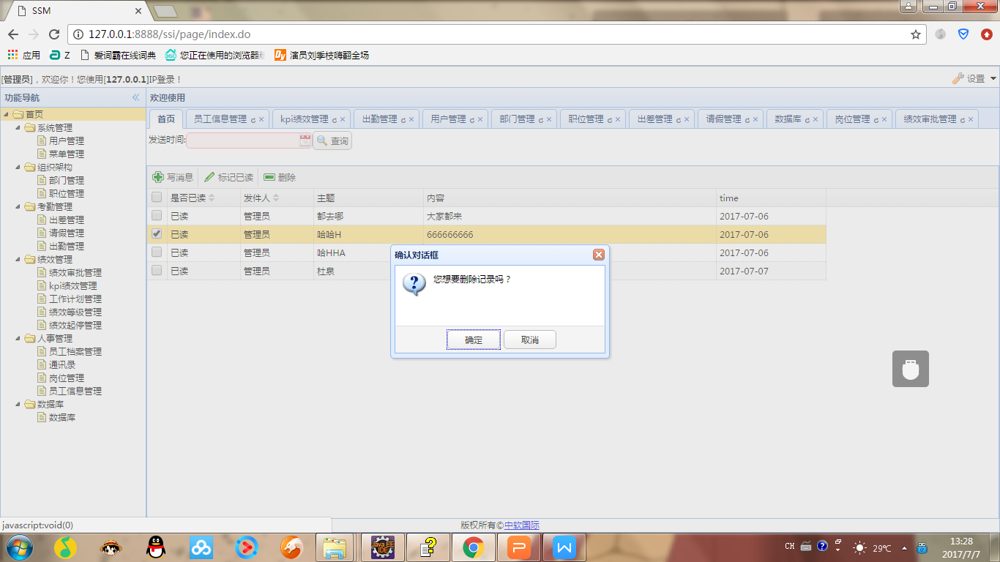 SSM
127.0.0.1:8888/ssi/page/index.do
应用 Z 爱词霸在线词典 您正在使用的浏览器版 演员刘季枝嗨翻全场
[管理员]，欢迎你！您使用[127.0.0.1]IP登录！ 设置
功能导航 欢迎使用
首页
系统管理
用户管理
菜单管理
组织架构
部门管理
职位管理
考勤管理
出差管理
请假管理
出勤管理
绩效管理
绩效审批管理
kpi绩效管理
工作计划管理
绩效等级管理
绩效起停管理
人事管理
员工档案管理
通讯录
岗位管理
员工信息管理
数据库
数据库
首页 员工信息管理 kpi绩效管理 出勤管理 用户管理 部门管理 职位管理 出差管理 请假管理 数据库 岗位管理 绩效审批管理
发送时间: 查询
写消息 标记已读 删除
是否已读 发件人 主题 内容 time
已读 管理员 都去哪 大家都来 2017-07-06
已读 管理员 哈哈H 666666666 2017-07-06
已读 管理员 哈HHA 2017-07-06
已读 管理员 杜泉 2017-07-07
确认对话框
您想要删除记录吗？
确定 取消
javascript:void(0) 版权所有©中软国际
Java EE IDE
CH 29℃ 13:28
2017/7/7